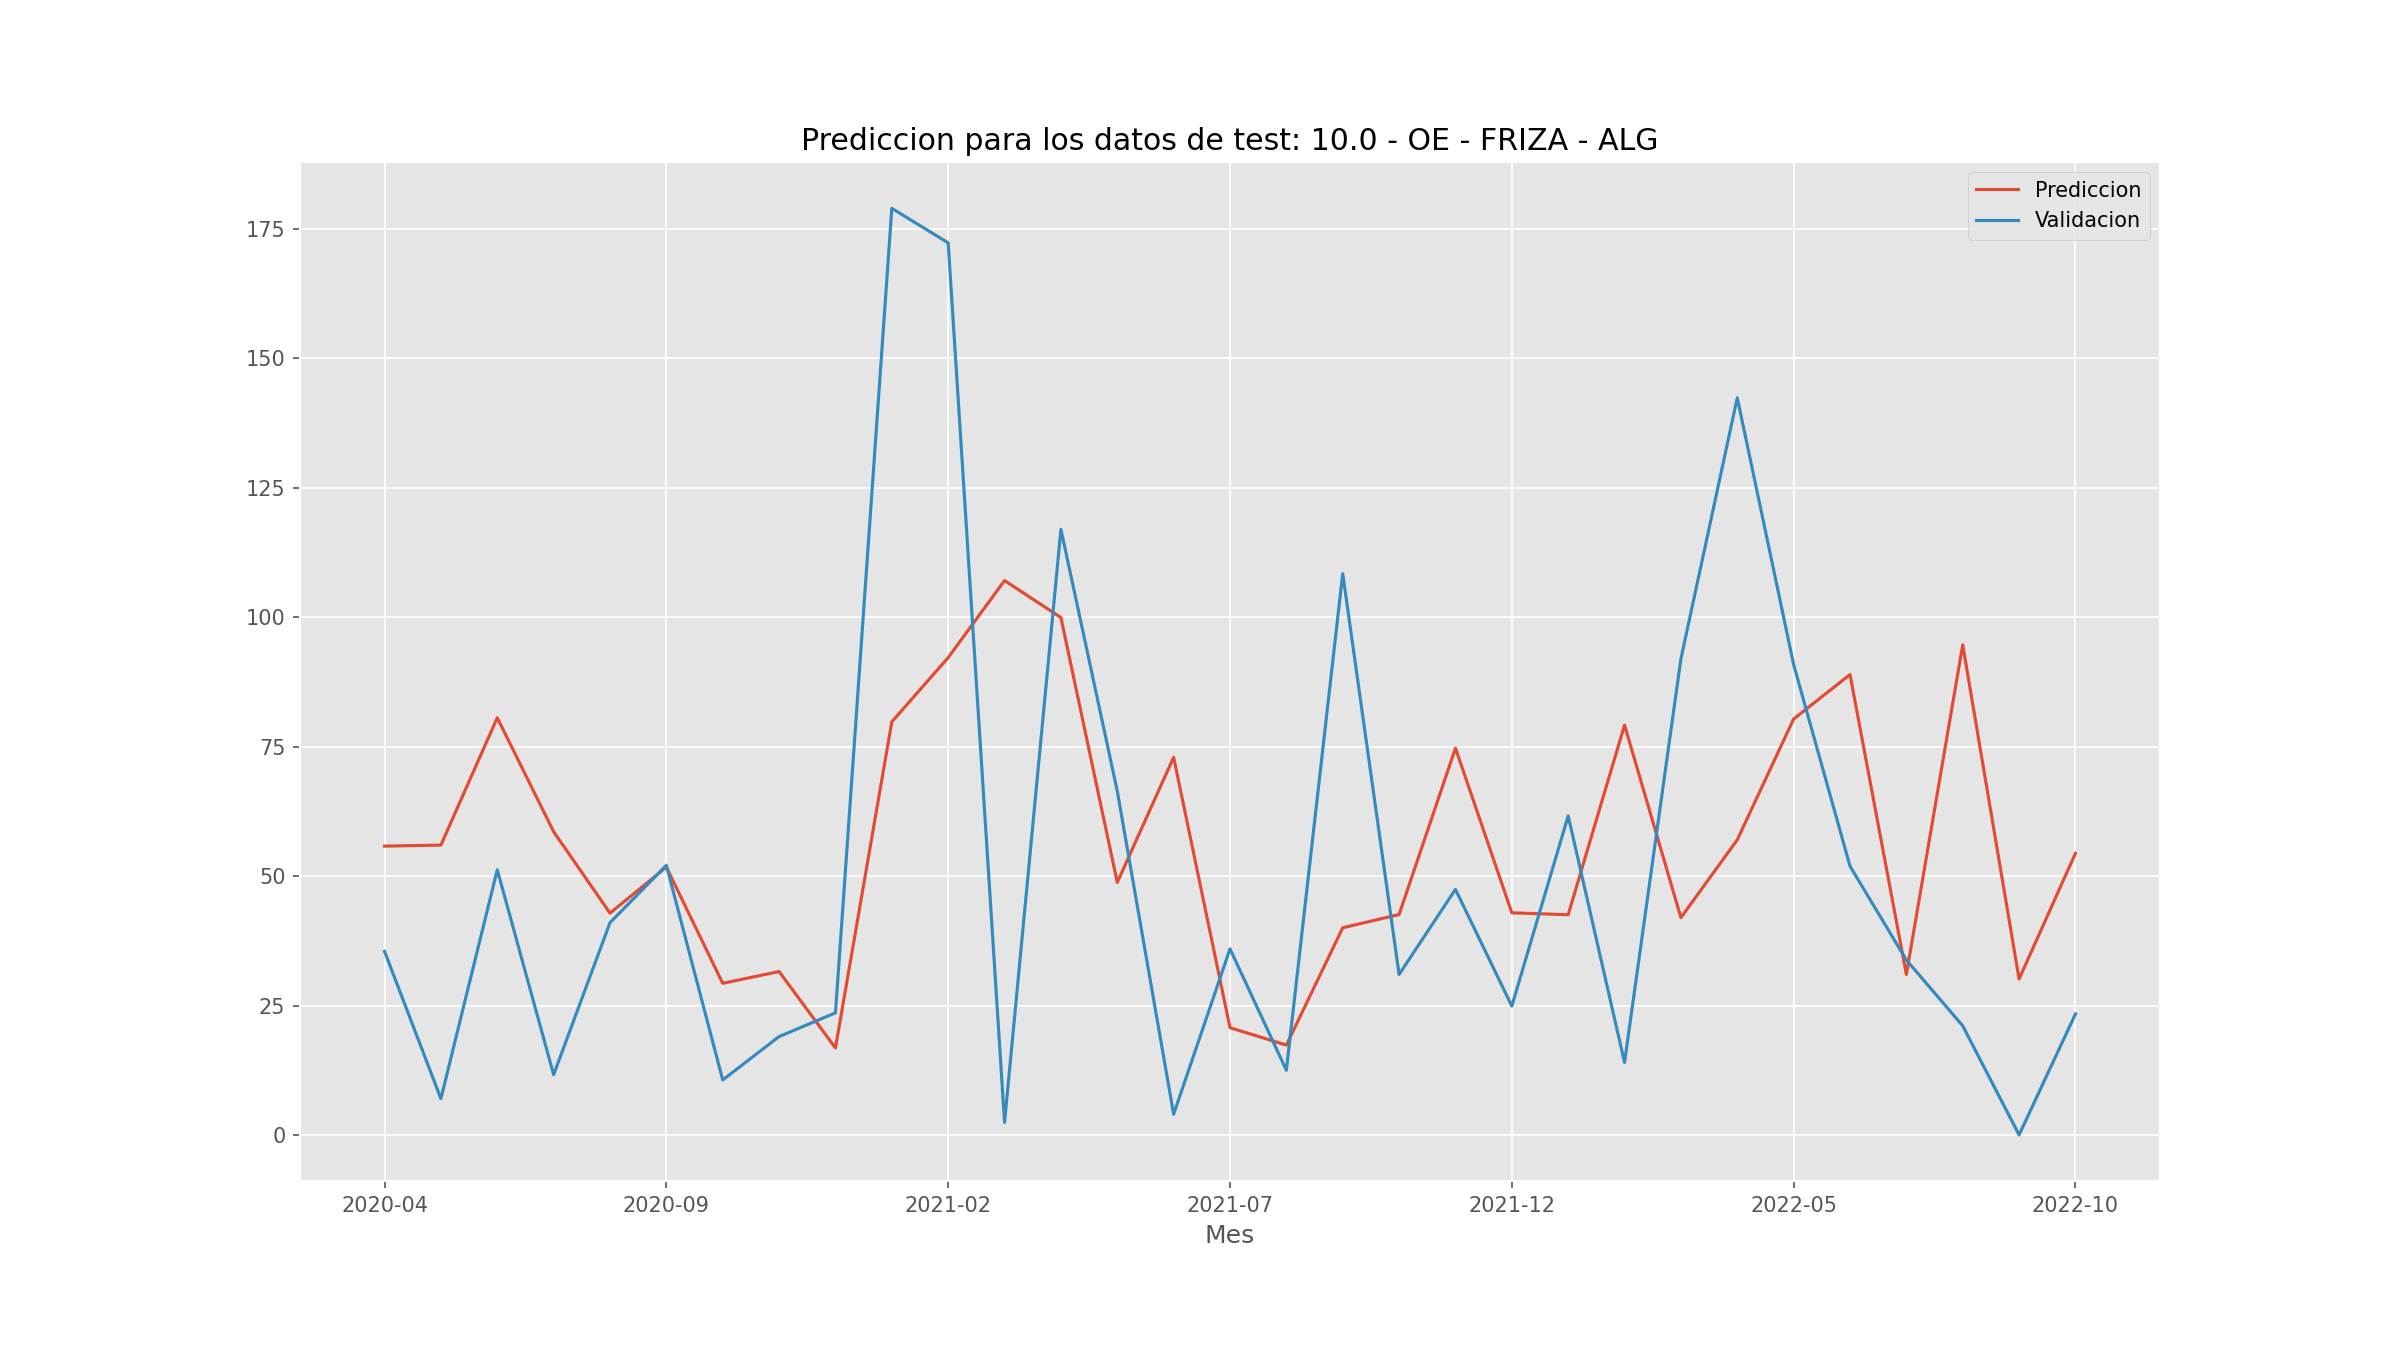 Prediccion para los datos de test: 10.0 - OE - FRIZA - ALG
Prediccion
Validacion
175
150
125
100
75
50
25
0
2020-04 2020-09 2021-02 2021-07 2021-12 2022-05 2022-10
Mes